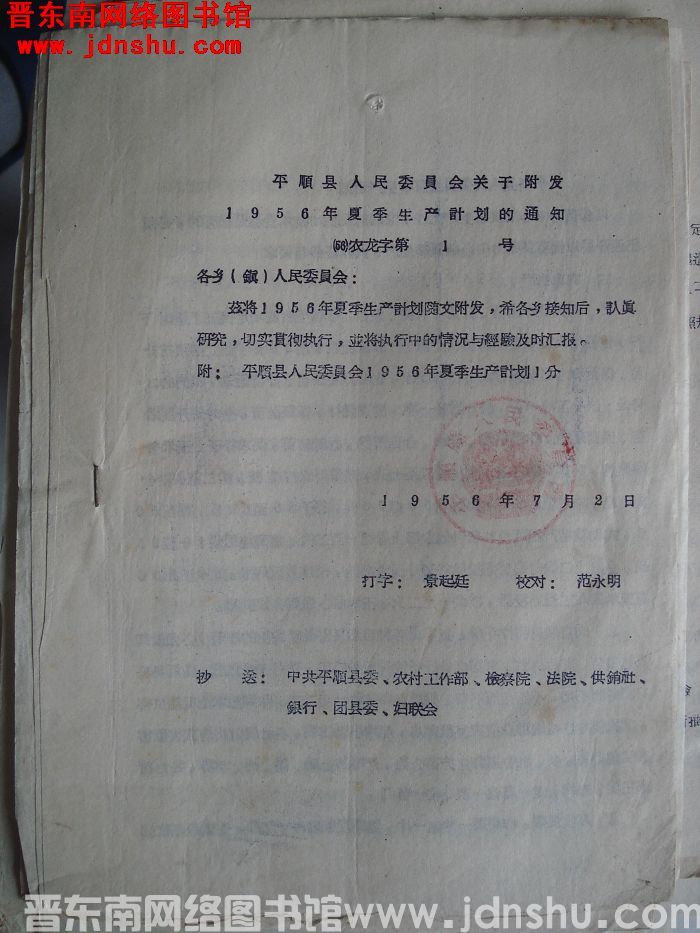 晋东南网络图书馆
www.jdnshu.com
平順县人民委員会关于附发
1956年夏季生产計划的通知
(56)农龙字第 1 号
各乡(鎮)人民委員会:
茲将1956年夏季生产計划随文附发,希各乡接知后,認眞
研究,切实貫彻执行,並将执行中的情况与經驗及时汇报。
附: 平順县人民委員会1956年夏季生产計划1分
1956年7月2日
打字: 景起廷 校对: 范永明
抄 送: 中共平順县委、农村工作部、檢察院、法院、供銷社、
銀行、团县委、妇联会
晋东南网络图书馆 www.jdnshu.com